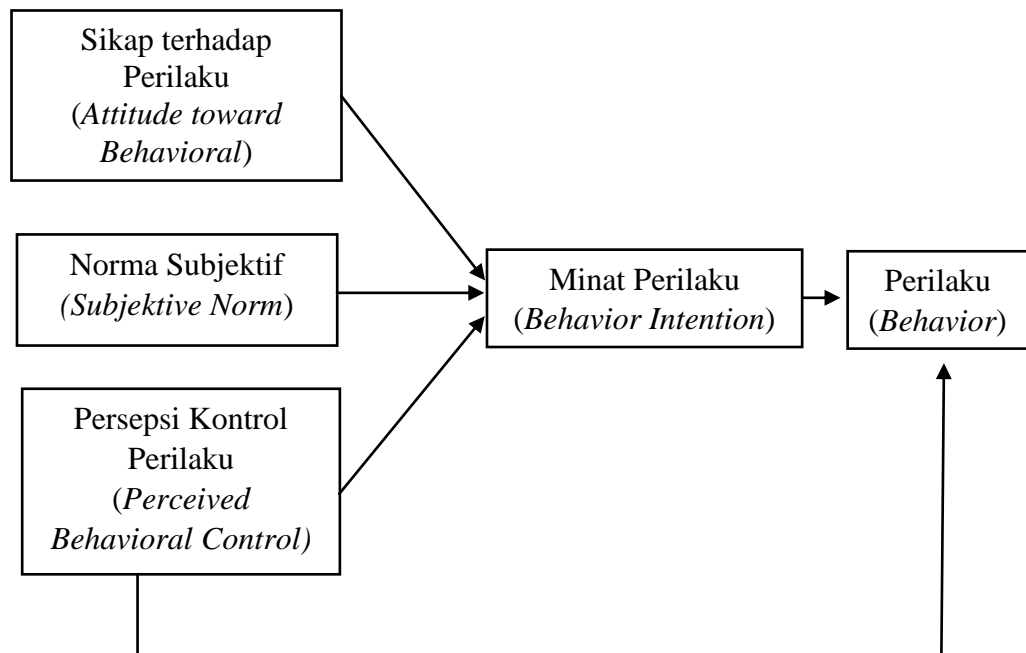 Sikap terhadap
Perilaku
(Attitude toward
Behavioral)
Norma Subjektif
(Subjektive Norm)
Persepsi Kontrol
Perilaku
(Perceived
Behavioral Control)
Minat Perilaku
(Behavior Intention)
Perilaku
(Behavior)